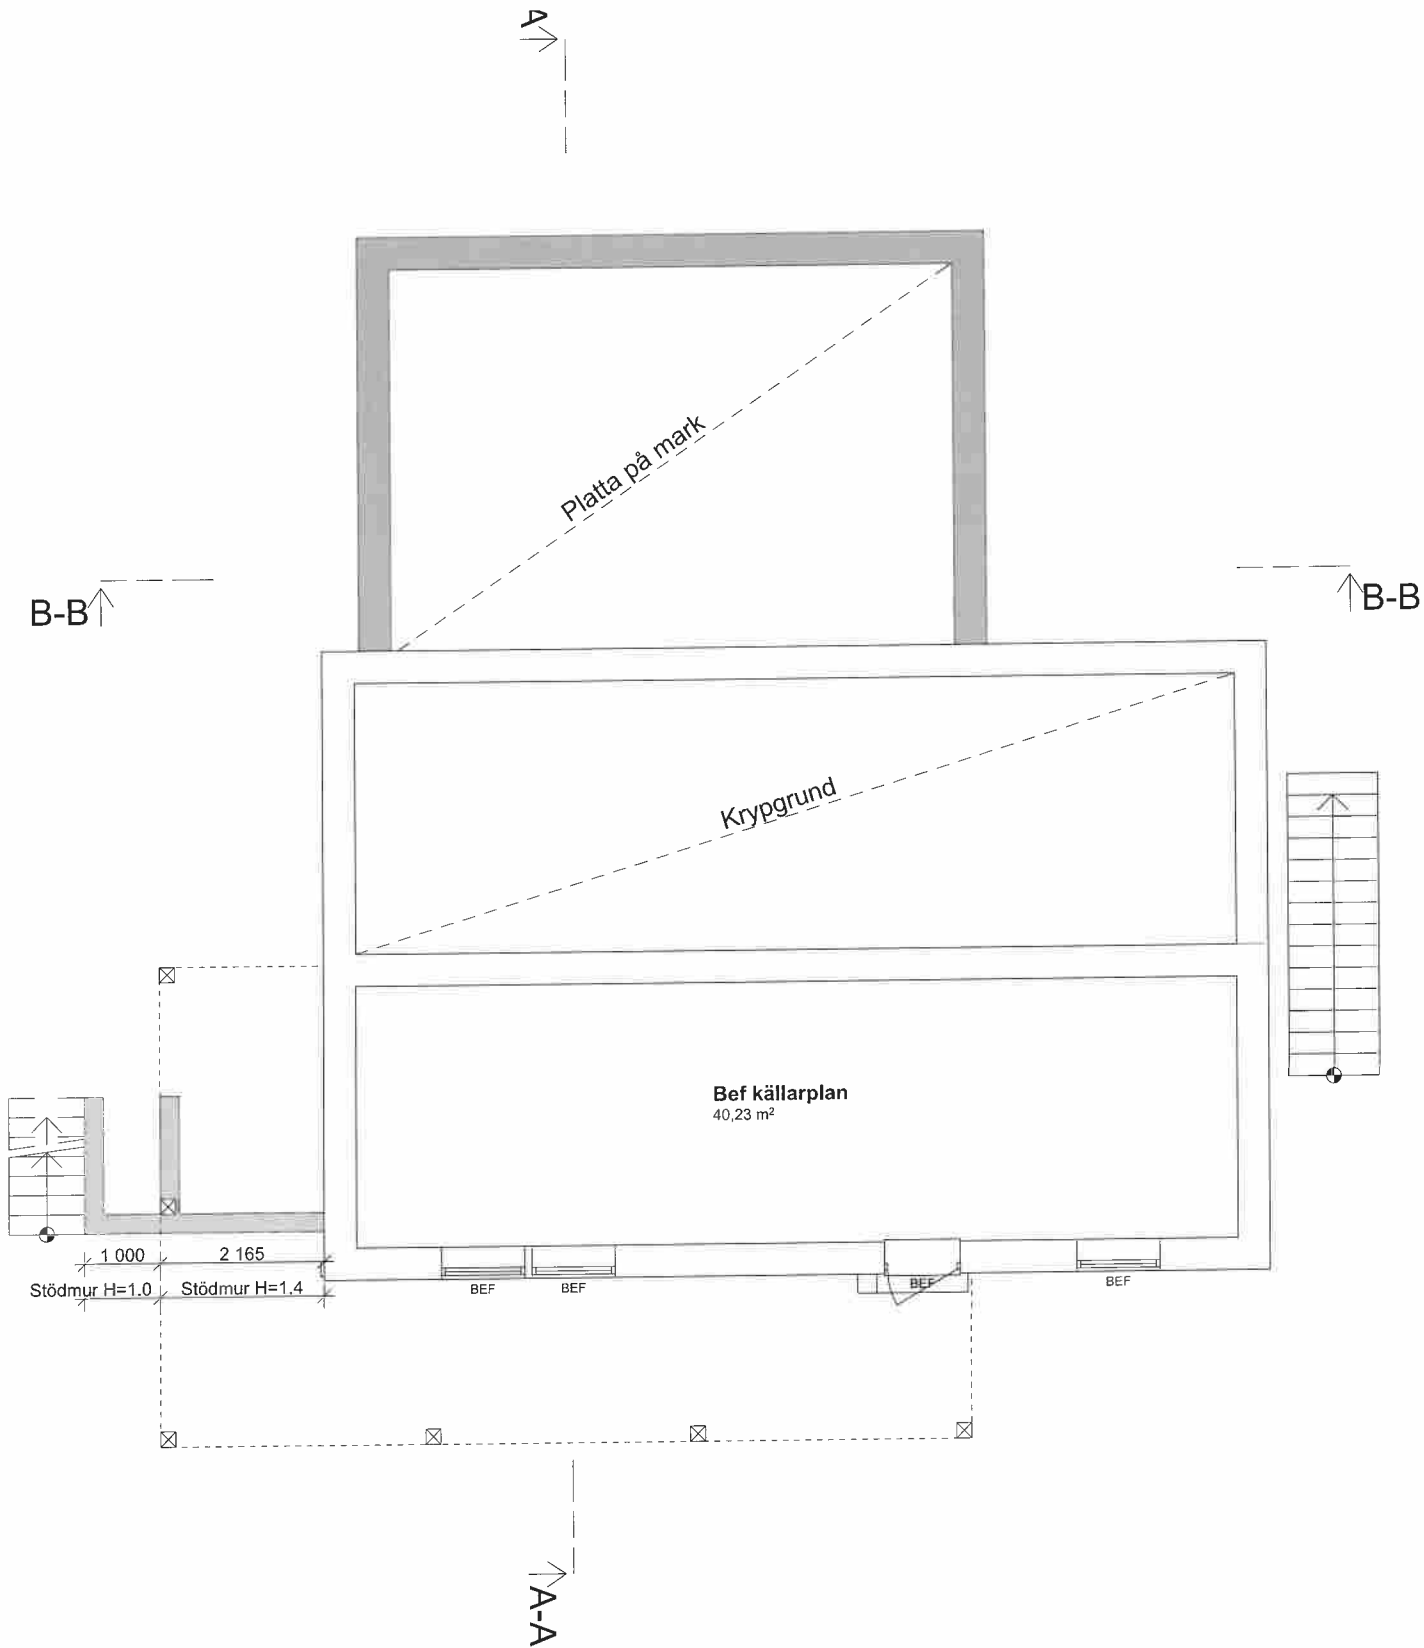 A
Platta på mark
B-B
B-B
Krypgrund
Bef källarplan
40,23 m²
1 000
2 165
Stödmur H=1.0
Stödmur H=1.4
BEF
BEF
BEF
BEF
A-A